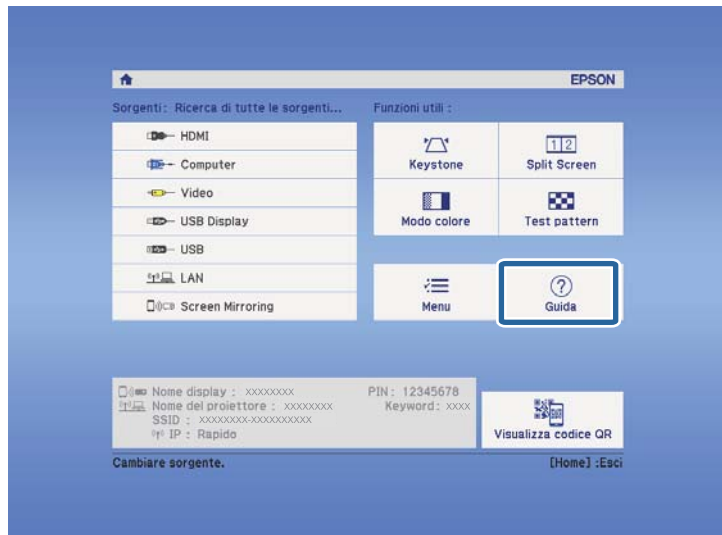 EPSON
Sorgenti: Ricerca di tutte le sorgenti...
HDMI
Computer
Video
USB Display
USB
LAN
Screen Mirroring
Funzioni utili :
Keystone
1 2
Split Screen
Modo colore
Test pattern
Menu
?
Guida
Nome display : xxxxxxxx
PIN: 12345678
Nome del proiettore : xxxxxxxx
Keyword: xxxx
SSID : xxxxxxxx-xxxxxxxxxx
IP : Rapido
Visualizza codice QR
Cambiare sorgente.
[Home] :Esci